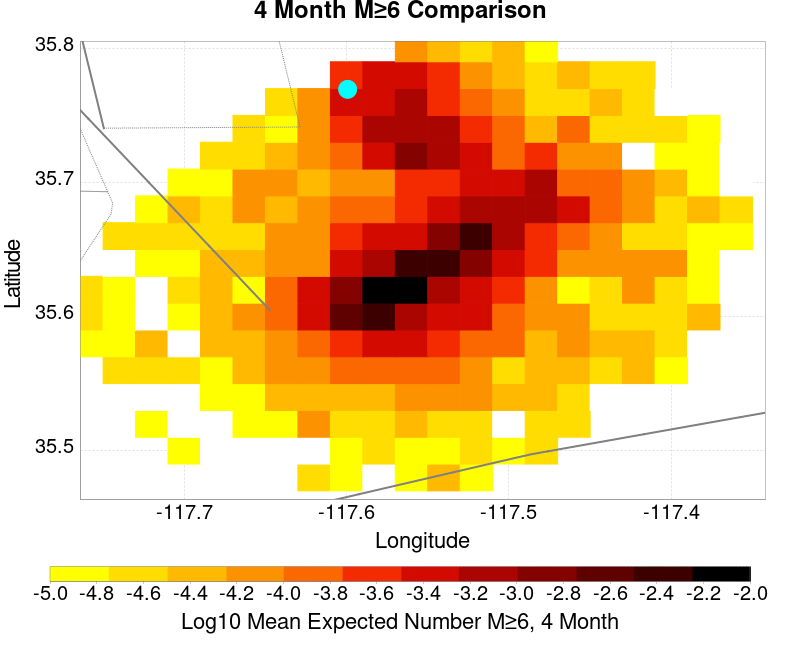 4 Month M≥6 Comparison
35.8
35.7
35.6
35.5
Latitude
-117.7 -117.6 -117.5 -117.4
Longitude
-5.0 -4.8 -4.6 -4.4 -4.2 -4.0 -3.8 -3.6 -3.4 -3.2 -3.0 -2.8 -2.6 -2.4 -2.2 -2.0
Log10 Mean Expected Number M≥6, 4 Month